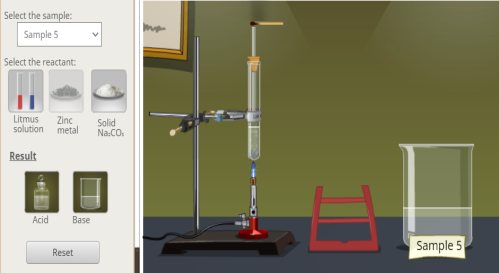 Select the sample:
Sample 5
Select the reactant:
Litmus solution
Zinc metal
Solid Na₂CO₃
Result
Acid
Base
Reset
Sample 5